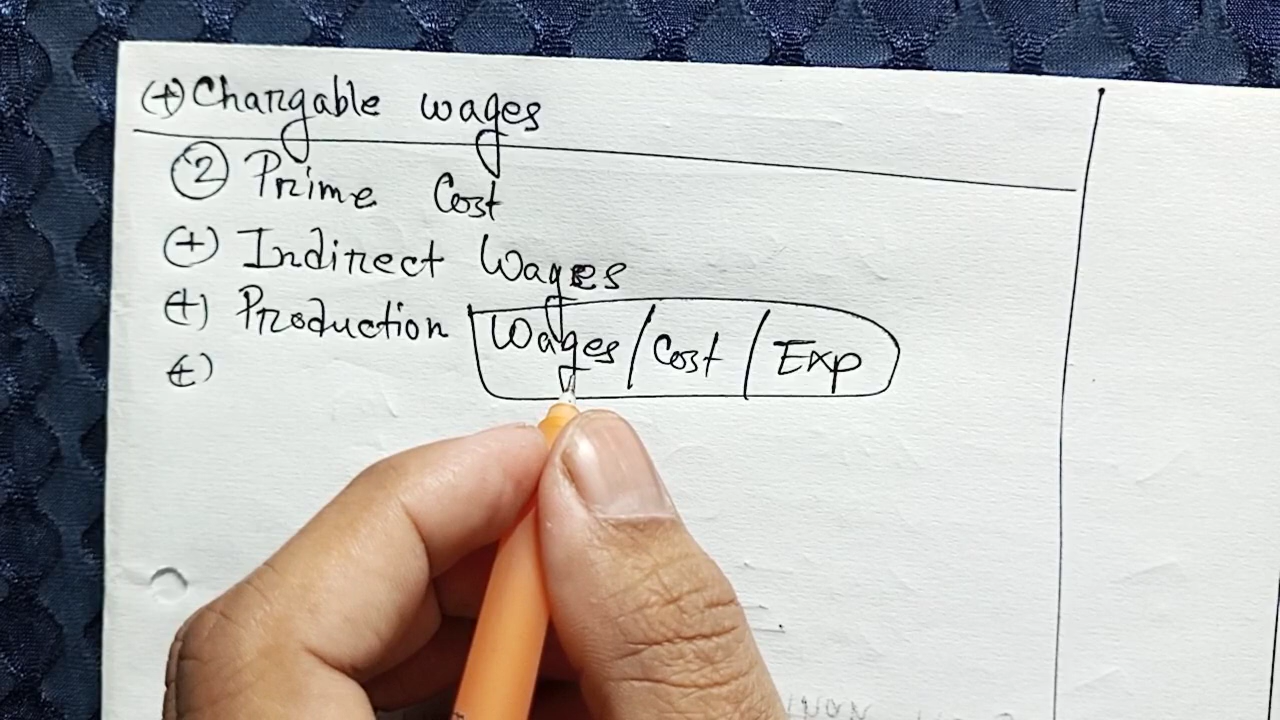 (+) Chargable wages
② Prime Cost
(+) Indirect Wages
(+) Production Wages / Cost / Exp
(+)